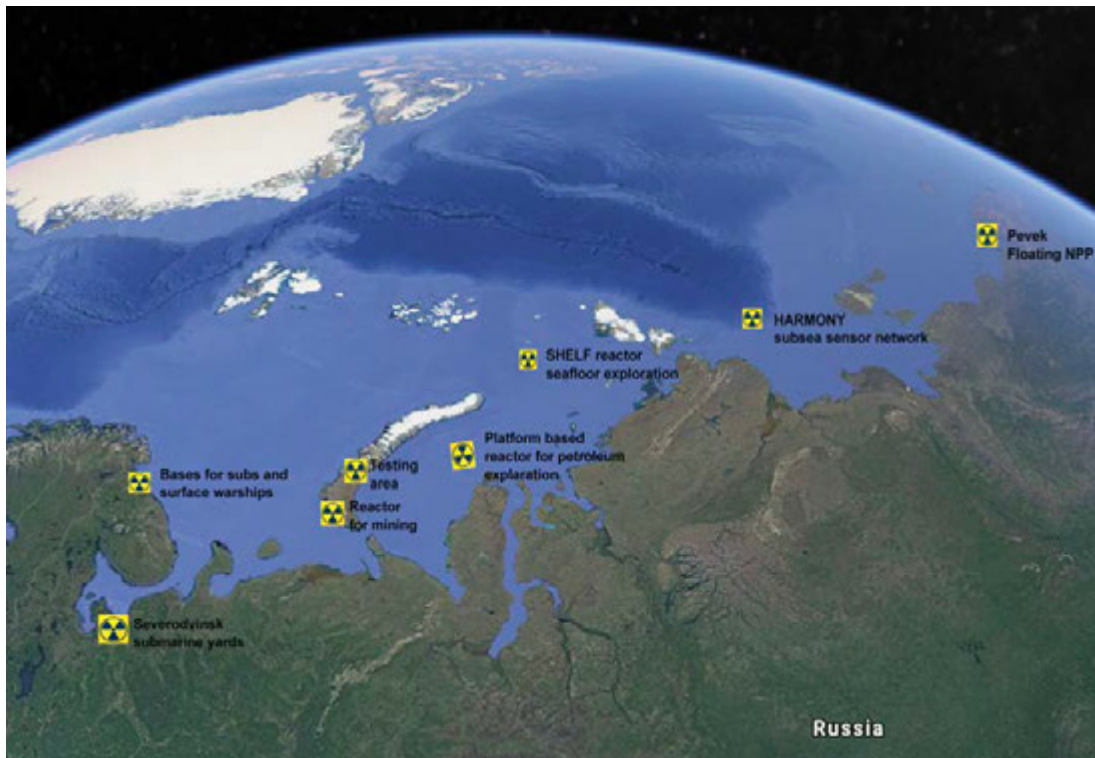 Pevek
Floating NPP
HARMONY
subsea sensor network
SHELF reactor
seafloor exploration
Platform based
reactor for petroleum
explaration
Testing
area
Bases for subs and
surface warships
Reactor
for mining
Severodvinsk
submarine yards
Russia